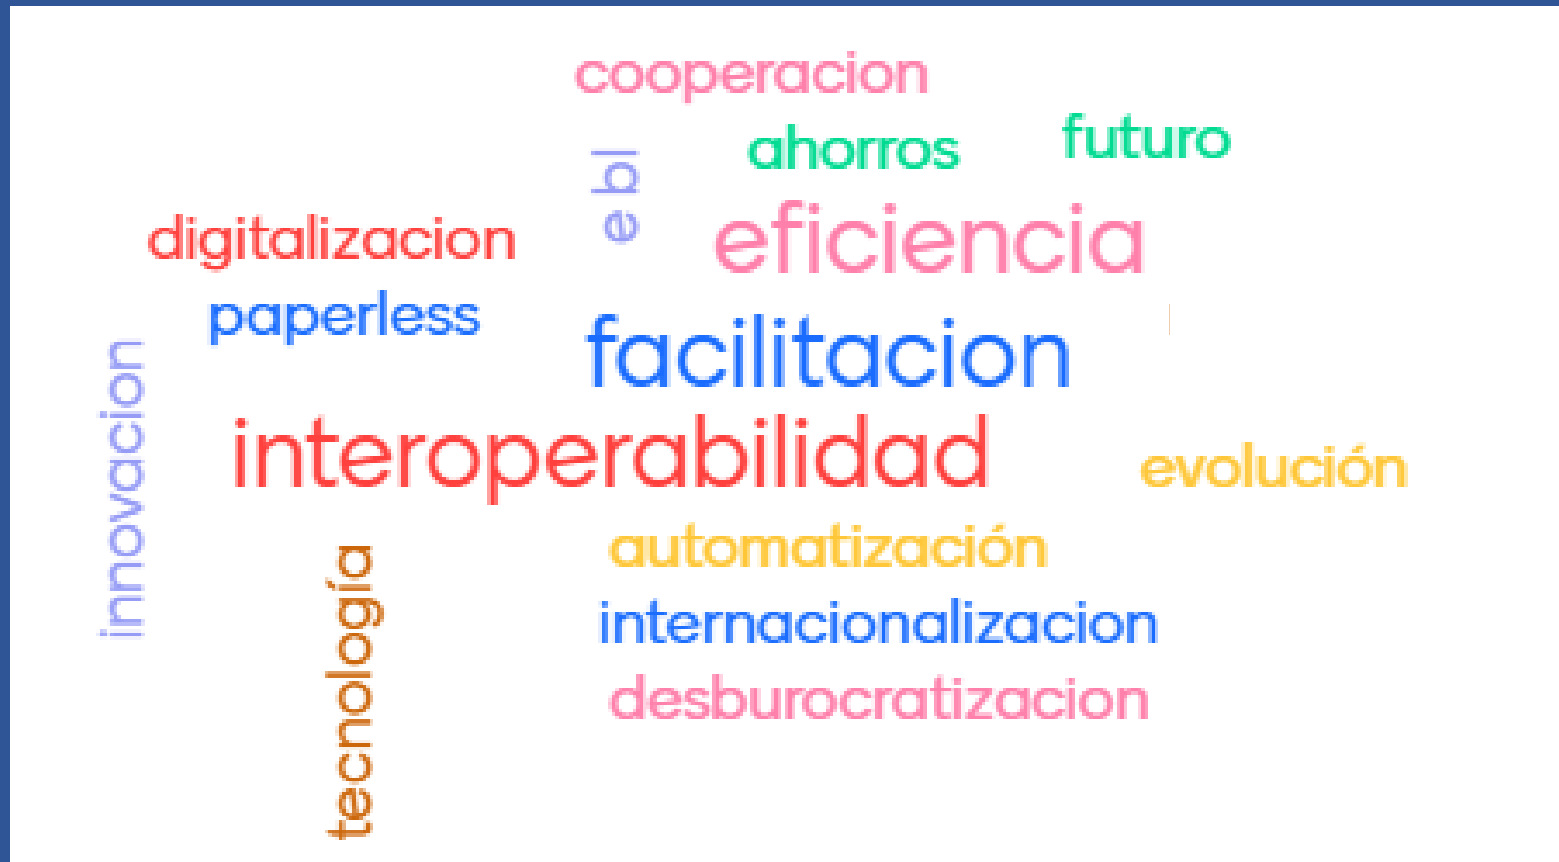 cooperacion
ahorros
futuro
e bl
digitalizacion
eficiencia
paperless
facilitacion
innovacion
interoperabilidad
evolución
automatización
tecnología
internacionalizacion
desburocratizacion